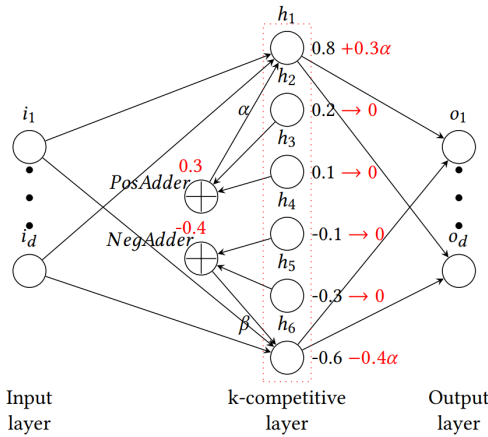 h1
0.8 +0.3α
h2
i1
α
0.2 → 0
o1
h3
0.3
PosAdder
0.1 → 0
h4
-0.4
id
NegAdder
-0.1 → 0
od
h5
-0.3 → 0
β
h6
-0.6 −0.4α
Input
layer
k-competitive
layer
Output
layer